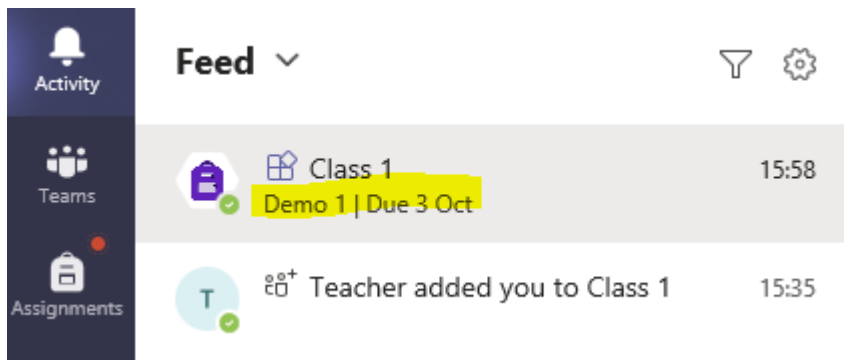 Activity
Teams
Assignments
Feed
Class 1
15:58
Demo 1 | Due 3 Oct
T
Teacher added you to Class 1
15:35